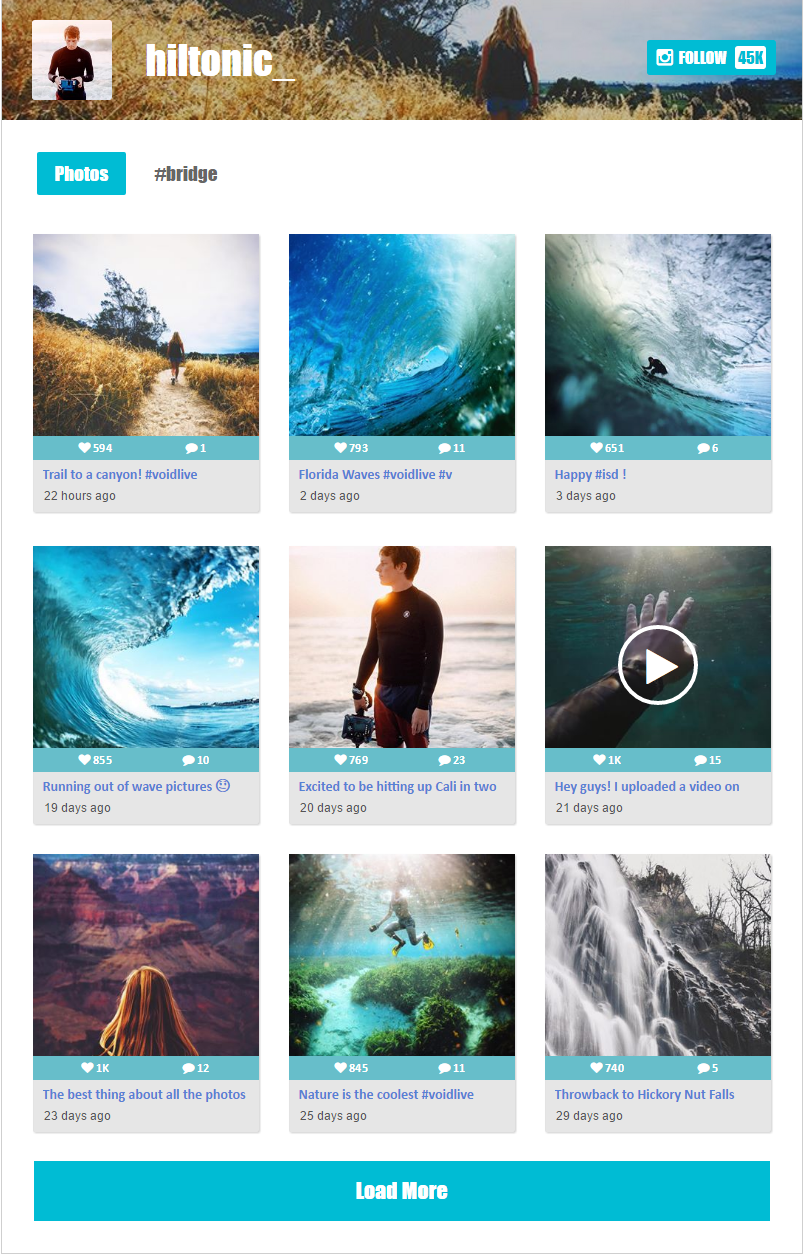 hiltonic_
FOLLOW 45K
Photos #bridge
594 1
Trail to a canyon! #voidlive
22 hours ago
793 11
Florida Waves #voidlive #v
2 days ago
651 6
Happy #isd !
3 days ago
855 10
Running out of wave pictures 😓
19 days ago
769 23
Excited to be hitting up Cali in two
20 days ago
1K 15
Hey guys! I uploaded a video on
21 days ago
1K 12
The best thing about all the photos
23 days ago
845 11
Nature is the coolest #voidlive
25 days ago
740 5
Throwback to Hickory Nut Falls
29 days ago
Load More